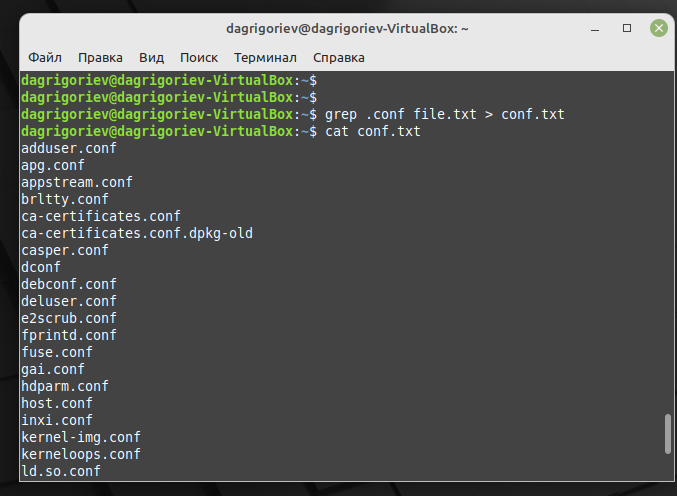 dagrigoriev@dagrigoriev-VirtualBox: ~
Файл Правка Вид Поиск Терминал Справка
dagrigoriev@dagrigoriev-VirtualBox:~$
dagrigoriev@dagrigoriev-VirtualBox:~$
dagrigoriev@dagrigoriev-VirtualBox:~$ grep .conf file.txt > conf.txt
dagrigoriev@dagrigoriev-VirtualBox:~$ cat conf.txt
adduser.conf
apg.conf
appstream.conf
brltty.conf
ca-certificates.conf
ca-certificates.conf.dpkg-old
casper.conf
dconf
debconf.conf
deluser.conf
e2scrub.conf
fprintd.conf
fuse.conf
gai.conf
hdparm.conf
host.conf
inxi.conf
kernel-img.conf
kerneloops.conf
ld.so.conf